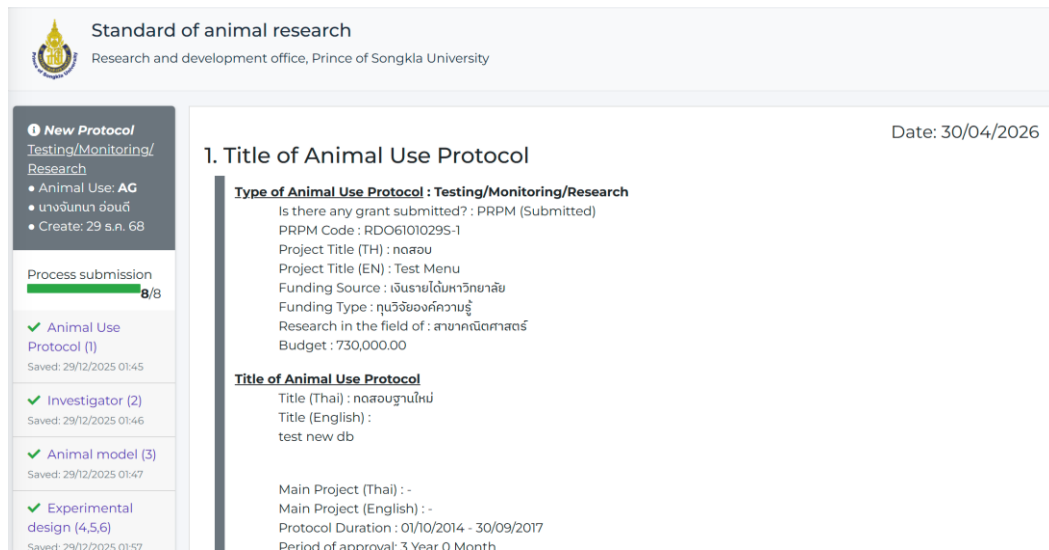 Standard of animal research
Research and development office, Prince of Songkla University
Prince of Songkla University
New Protocol
Testing/Monitoring/
Research
● Animal Use: AG
● นางจันทนา อ่อนดี
● Create: 29 ธ.ค. 68
Process submission
8/8
Animal Use
Protocol (1)
Saved: 29/12/2025 01:45
Investigator (2)
Saved: 29/12/2025 01:46
Animal model (3)
Saved: 29/12/2025 01:47
Experimental
design (4,5,6)
Saved: 29/12/2025 01:57
Date: 30/04/2026
1. Title of Animal Use Protocol
Type of Animal Use Protocol : Testing/Monitoring/Research
Is there any grant submitted? : PRPM (Submitted)
PRPM Code : RDO6101029S-1
Project Title (TH) : ทดสอบ
Project Title (EN) : Test Menu
Funding Source : เงินรายได้มหาวิทยาลัย
Funding Type : ทุนวิจัยองค์ความรู้
Research in the field of : สาขาคณิตศาสตร์
Budget : 730,000.00
Title of Animal Use Protocol
Title (Thai) : ทดสอบฐานใหม่
Title (English) :
test new db
Main Project (Thai) : -
Main Project (English) : -
Protocol Duration : 01/10/2014 - 30/09/2017
Period of approval: 3 Year 0 Month